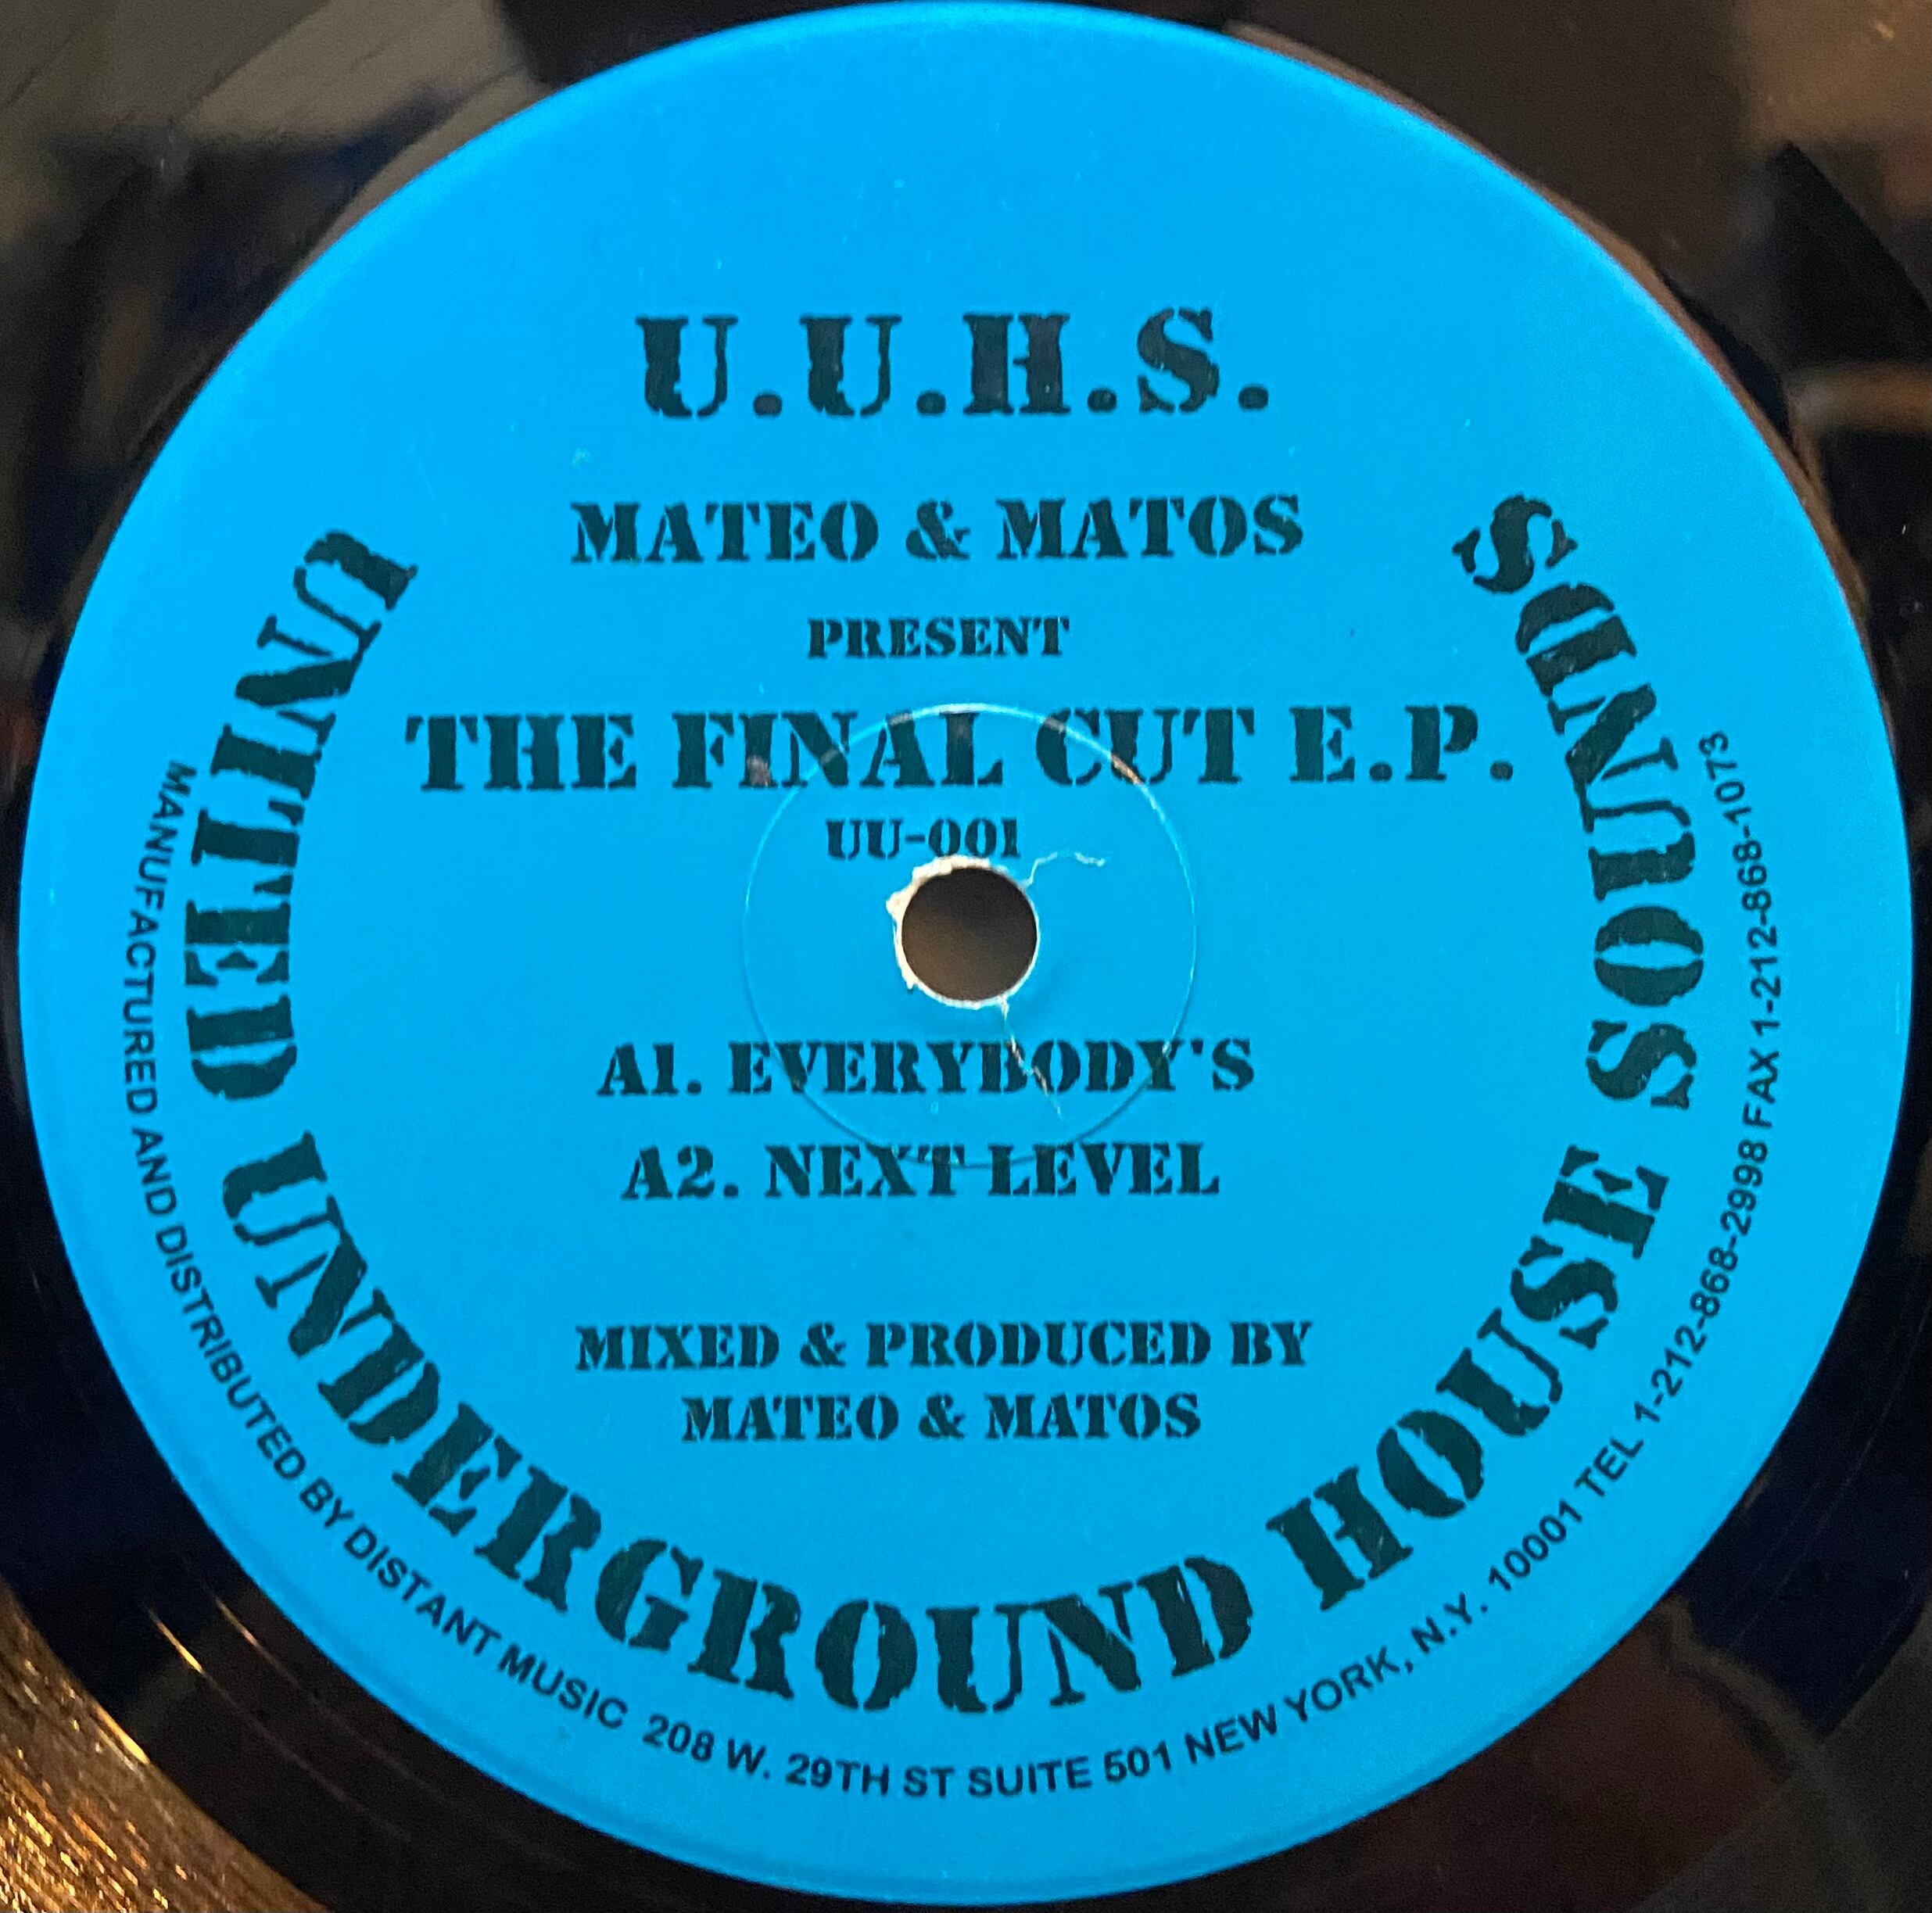 U.U.H.S.
MATEO & MATOS
PRESENT
THE FINAL CUT E.P.
UU-001
A1. EVERYBODY'S
A2. NEXT LEVEL
MIXED & PRODUCED BY
MATEO & MATOS
UNITED UNDERGROUND HOUSE SOUNDS
MANUFACTURED AND DISTRIBUTED BY DISTANT MUSIC 208 W. 29TH ST SUITE 501 NEW YORK, N.Y. 10001 TEL 1-212-868-2998 FAX 1-212-868-1073